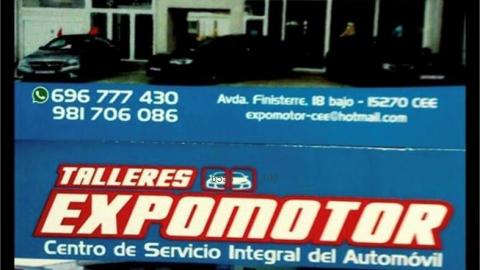 696 777 430
981 706 086
Avda. Finisterre, 18 bajo - 15270 CEE
expomotor-cee@hotmail.com
TALLERES
EXPOMOTOR
Centro de Servicio Integral del Automóvil